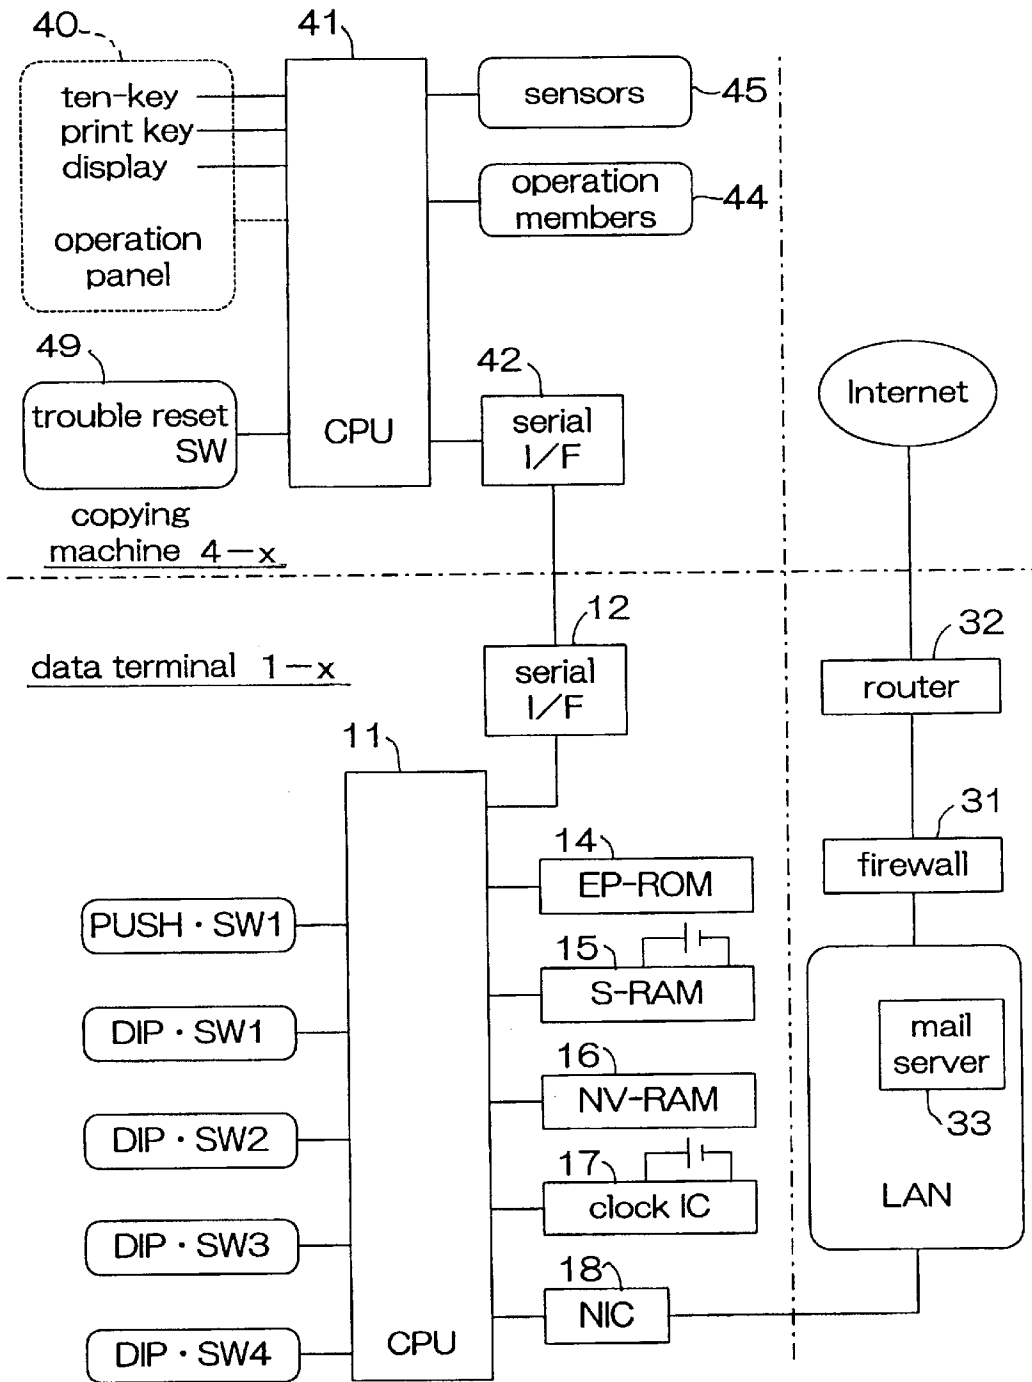 40
41
ten-key
print key
display
operation
panel
sensors
45
operation
members
44
49
trouble reset
SW
CPU
42
serial
I/F
copying
machine 4-x
Internet
data terminal 1-x
12
serial
I/F
32
router
11
31
firewall
14
EP-ROM
PUSH・SW1
15
S-RAM
DIP・SW1
mail
server
33
16
NV-RAM
DIP・SW2
17
clock IC
LAN
DIP・SW3
18
NIC
DIP・SW4
CPU